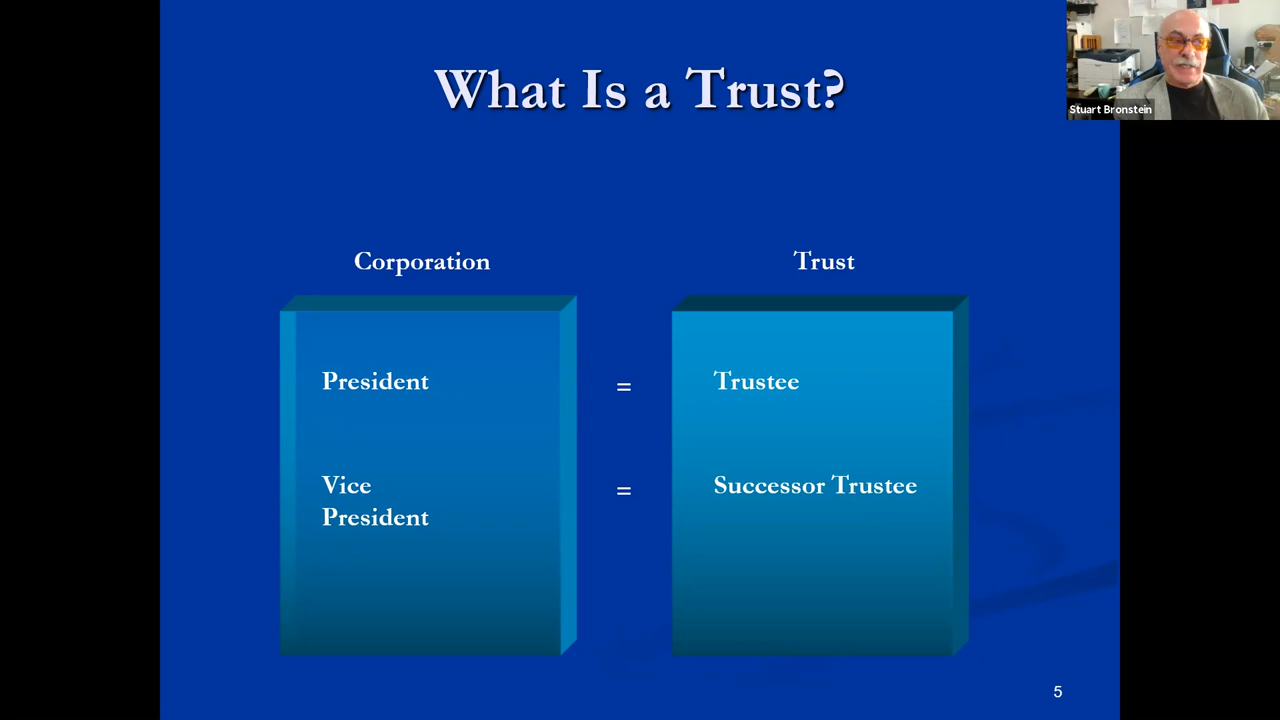 What Is a Trust?
Stuart Bronstein
Corporation
Trust
President
=
Trustee
Vice
President
=
Successor Trustee
5